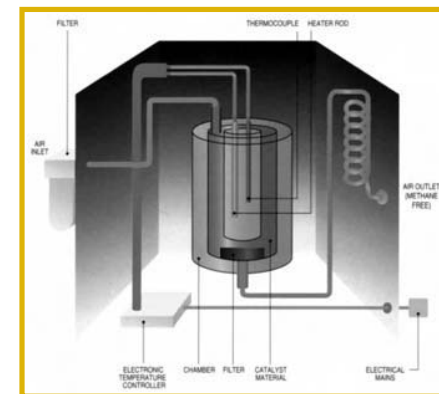 FILTER
THERMOCOUPLE
HEATER ROD
AIR
INLET
AIR OUTLET
(METHANE
FREE)
ELECTRONIC
TEMPERATURE
CONTROLLER
CHAMBER
FILTER
CATALYST
MATERIAL
ELECTRICAL
MAINS